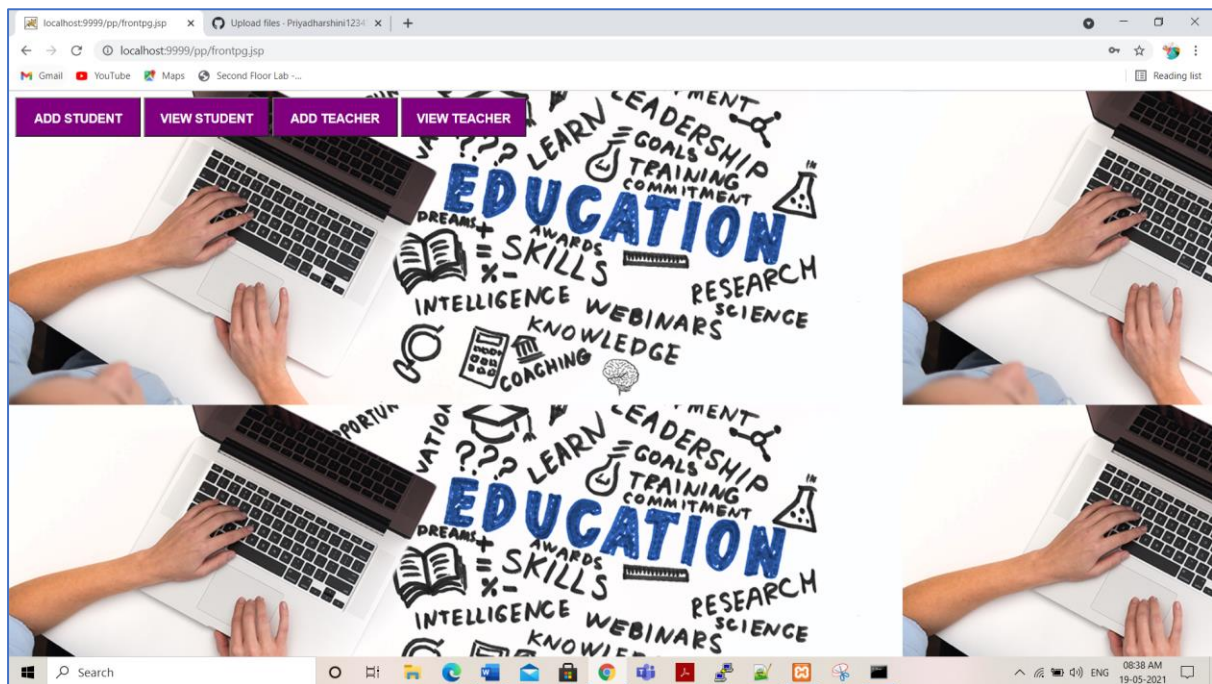 localhost:9999/pp/frontpg.jsp
Upload files · Priyadharshini1234
localhost:9999/pp/frontpg.jsp
Gmail YouTube Maps Second Floor Lab -... Reading list
ADD STUDENT VIEW STUDENT ADD TEACHER VIEW TEACHER
LEADERSHIP
LEARN
GOALS
???
TRAINING
COMMITMENT
EDUCATION
DREAMS
AWARDS
= SKILLS
%-
RESEARCH
INTELLIGENCE
WEBINARS
SCIENCE
KNOWLEDGE
COACHING
LEADERSHIP
VATION
LEARN
GOALS
???
TRAINING
COMMITMENT
EDUCATION
DREAMS
AWARDS
= SKILLS
%-
RESEARCH
INTELLIGENCE
WEBINARS
SCIENCE
Search
ENG
08:38 AM
19-05-2021